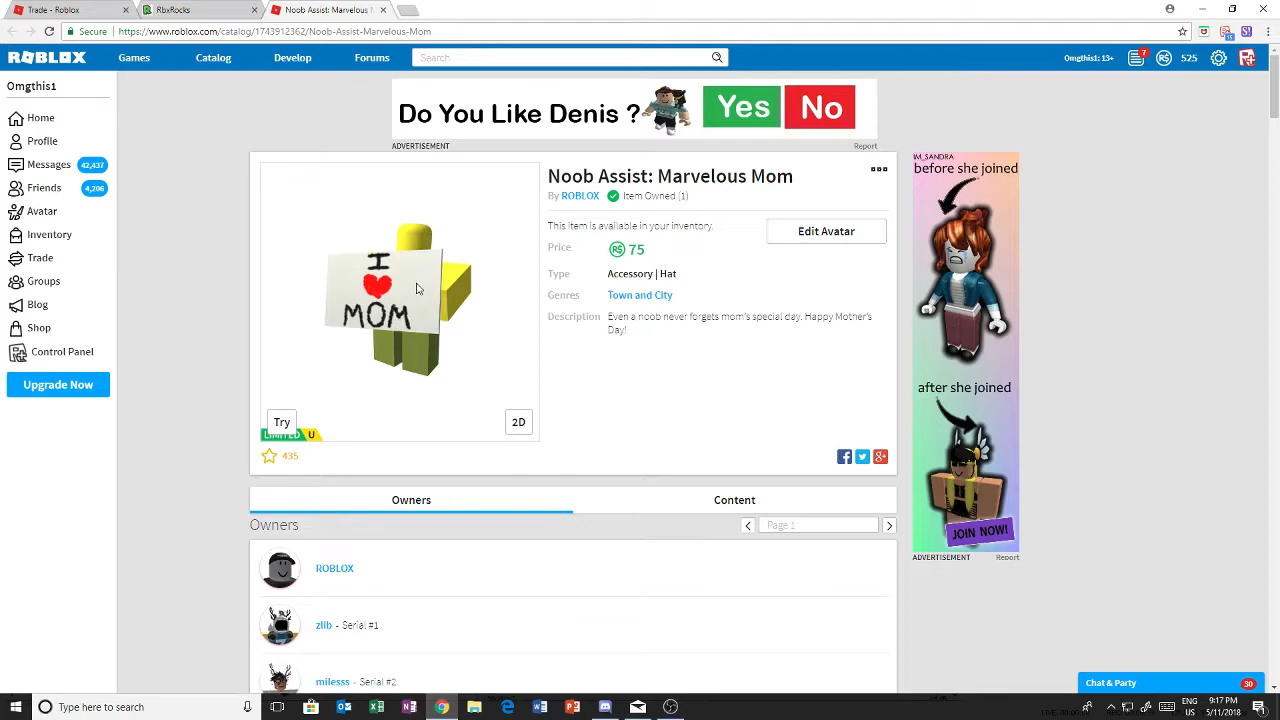 Trade - Roblox
RbxRocks
Noob Assist: Marvelous M
Secure
https://www.roblox.com/catalog/1743912362/Noob-Assist-Marvelous-Mom
ROBLOX
Games
Catalog
Develop
Forums
Search
Omgthis1: 13+
7
525
Omgthis1
Home
Profile
Messages
42,437
Friends
4,206
Avatar
Inventory
Trade
Groups
Blog
Shop
Control Panel
Upgrade Now
Do You Like Denis ?
Yes
No
ADVERTISEMENT
Report
I
MOM
Try
2D
LIMITED U
435
Noob Assist: Marvelous Mom
By ROBLOX
Item Owned (1)
This item is available in your inventory.
Edit Avatar
Price
R$ 75
Type
Accessory | Hat
Genres
Town and City
Description
Even a noob never forgets mom's special day. Happy Mother's
Day!
Owners
Content
Owners
Page 1
ROBLOX
zlib - Serial #1
milesss - Serial #2
IM_SANDRA
before she joined
after she joined
JOIN NOW!
ADVERTISEMENT
Report
Chat & Party
30
Type here to search
ENG
US
9:17 PM
5/11/2018